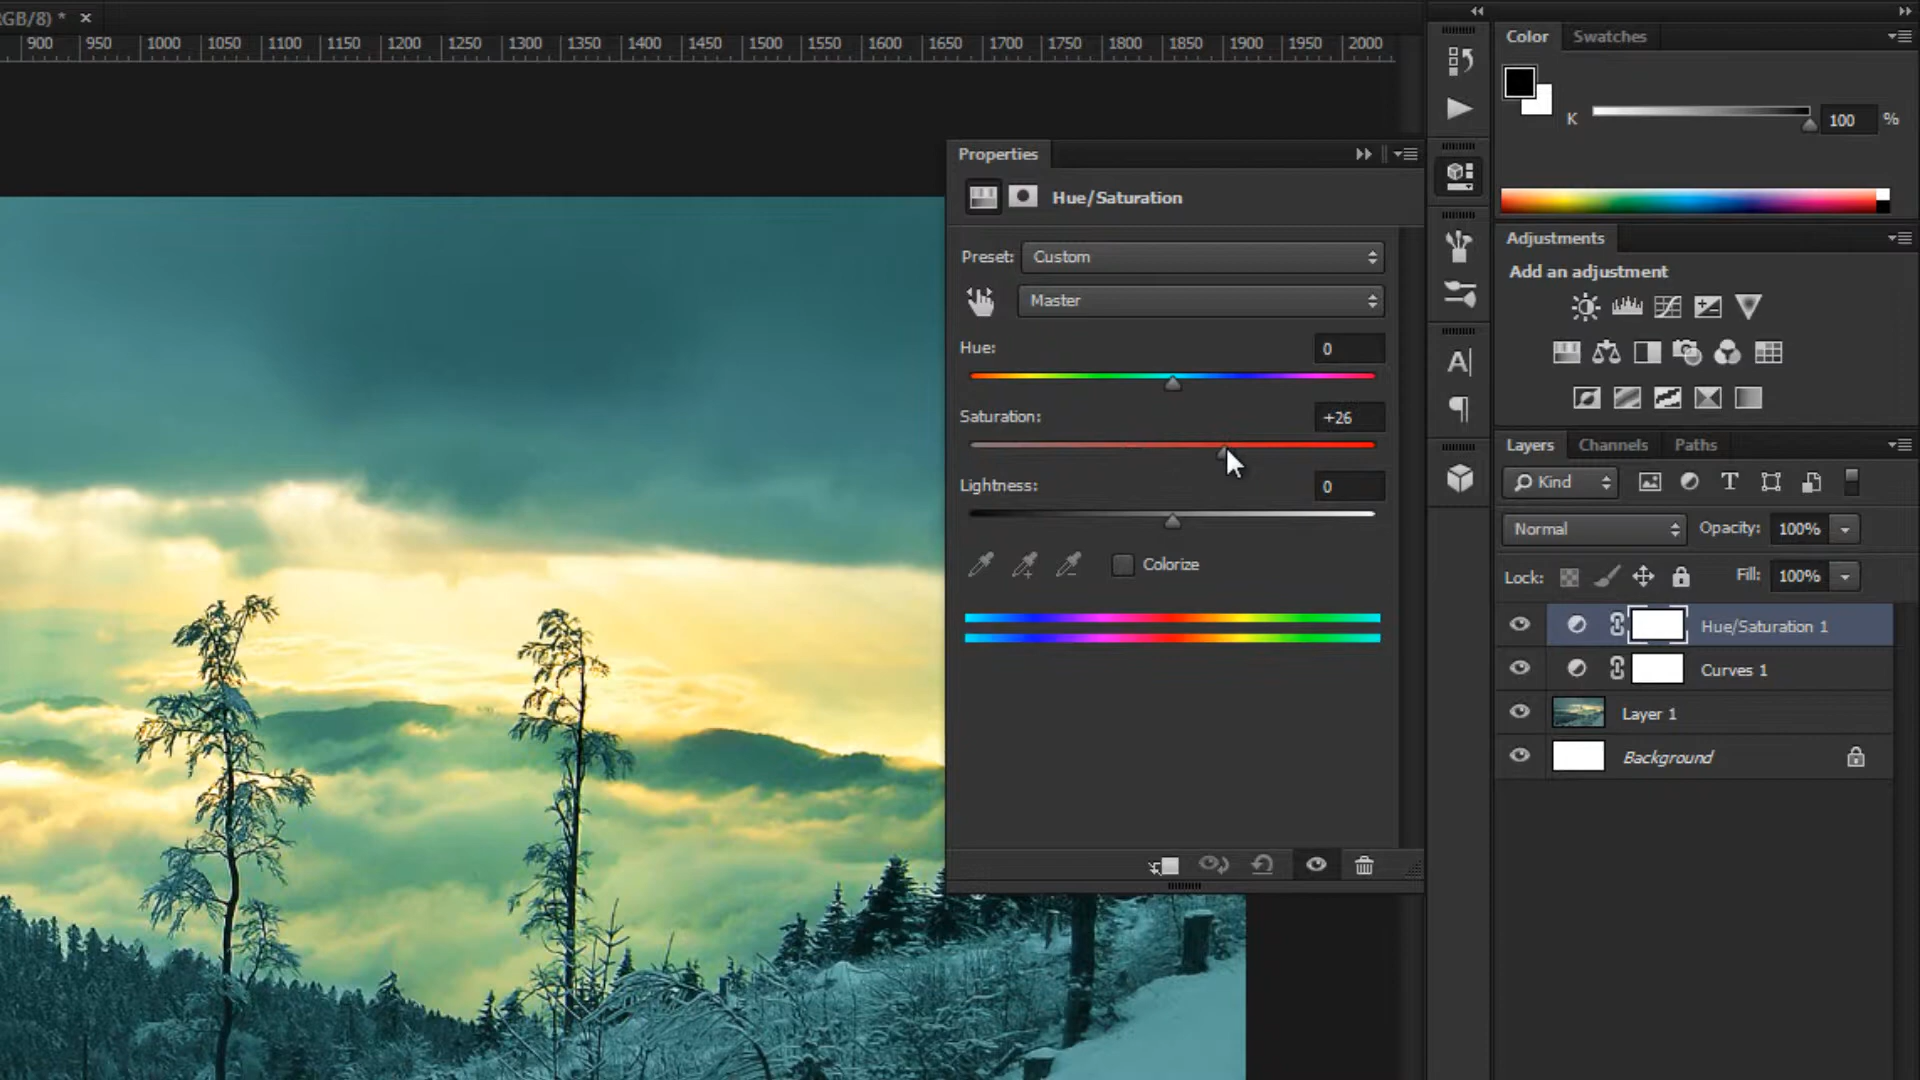 RGB/8) * ×
900 950 1000 1050 1100 1150 1200 1250 1300 1350 1400 1450 1500 1550 1600 1650 1700 1750 1800 1850 1900 1950 2000
Properties
Hue/Saturation
Preset: Custom
Master
Hue: 0
Saturation: +26
Lightness: 0
Colorize
A|
Color Swatches
K 100 %
Adjustments
Add an adjustment
Layers Channels Paths
Kind T
Normal Opacity: 100%
Lock: Fill: 100%
Hue/Saturation 1
Curves 1
Layer 1
Background